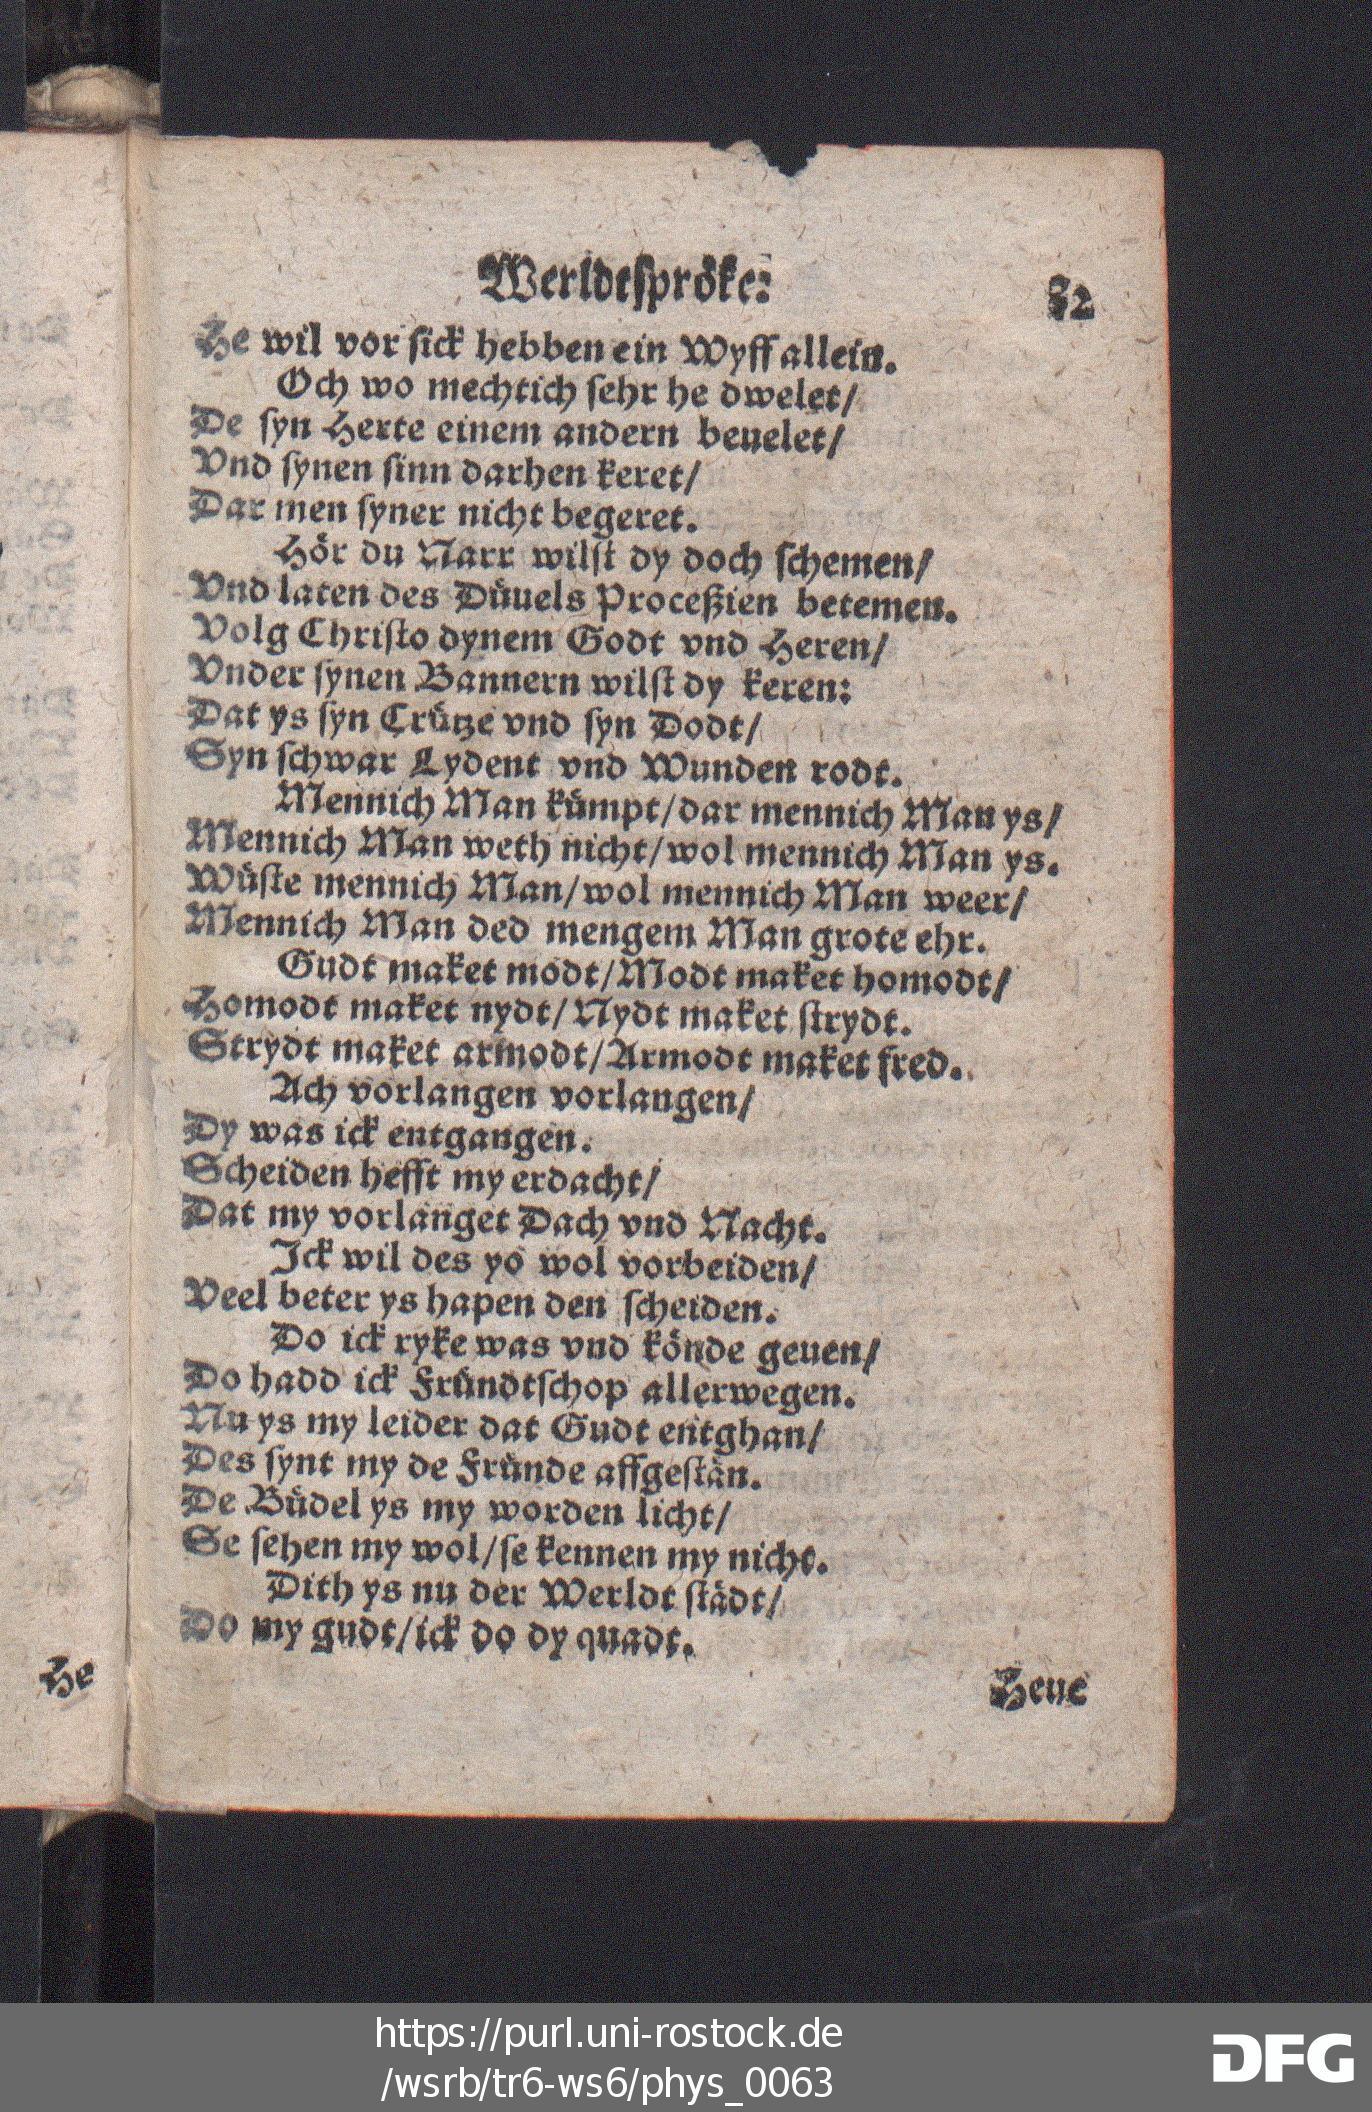 Werldtspröke: 32
He wil vor sick hebben ein Wyff allein.
Och wo mechtich sehr he dwelet/
De syn Herte einem andern beuelet/
Vnd synen sinn darhen keret/
Dar men syner nicht begeret.
Hör du Narr wilst dy doch schemen/
Vnd laten des Düuels Proceßien betemen.
Volg Christo dynem Godt vnd Heren/
Vnder synen Bannern wilst dy keren:
Dat ys syn Crütze vnd syn Dodt/
Syn schwar Lydent vnd Wunden rodt.
Mennich Man kümpt/dar mennich Man ys/
Mennich Man weth nicht/wol mennich Man ys.
Wüste mennich Man/wol mennich Man weer/
Mennich Man ded mengem Man grote ehr.
Gudt maket modt/Modt maket homodt/
Homodt maket nydt/Nydt maket strydt.
Strydt maket armodt/Armodt maket fred.
Ach vorlangen vorlangen/
Dy was ick entgangen.
Scheiden hefft my erdacht/
Dat my vorlanget Dach vnd Nacht.
Ick wil des yo wol vorbeiden/
Veel beter ys hapen den scheiden.
Do ick ryke was vnd könde geuen/
Do hadd ick Fründtschop allerwegen.
Nu ys my leider dat Gudt entghan/
Des synt my de Fründe affgestän.
De Büdel ys my worden licht/
Se sehen my wol/se kennen my nicht.
Dith ys nu der Werldt städt/
Do my gudt/ick do dy quadt.
He
Heue
https://purl.uni-rostock.de
/wsrb/tr6-ws6/phys_0063
DFG